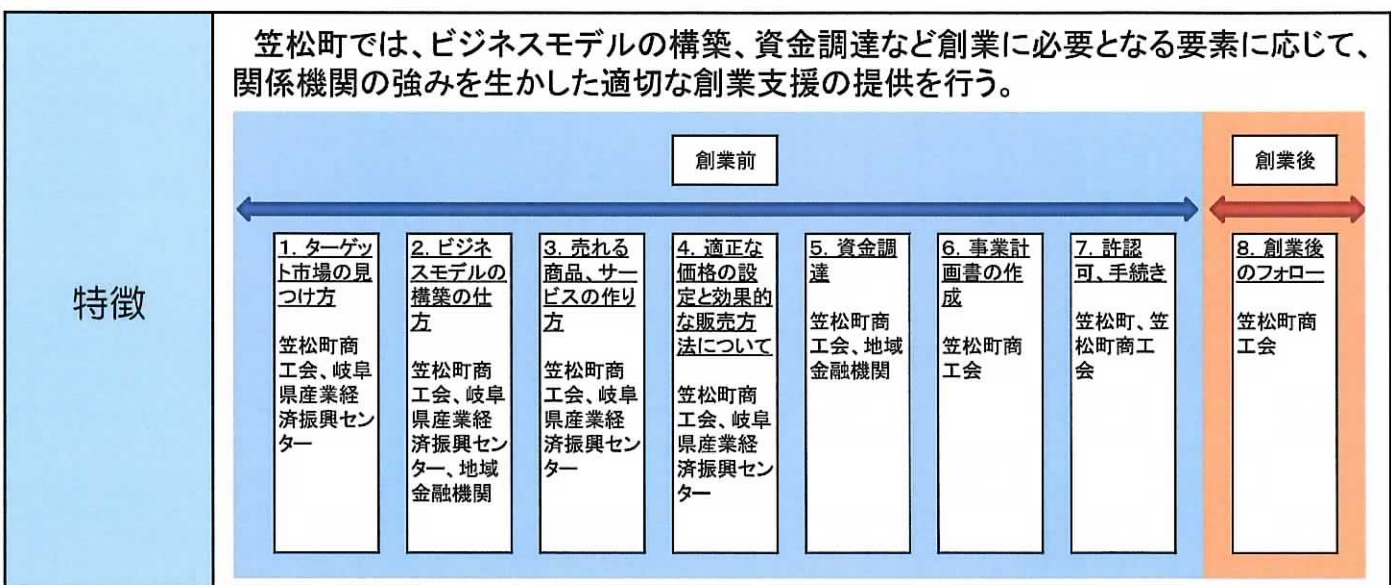 特徴
笠松町では、ビジネスモデルの構築、資金調達など創業に必要となる要素に応じて、
関係機関の強みを生かした適切な創業支援の提供を行う。
創業前
創業後
1. ターゲッ
ト市場の見
つけ方
笠松町商
工会、岐阜
県産業経
済振興セン
ター
2. ビジネ
スモデルの
構築の仕
方
笠松町商
工会、岐阜
県産業経
済振興セン
ター、地域
金融機関
3. 売れる
商品、サー
ビスの作り
方
笠松町商
工会、岐阜
県産業経
済振興セン
ター
4. 適正な
価格の設
定と効果的
な販売方
法について
笠松町商
工会、岐阜
県産業経
済振興セン
ター
5. 資金調
達
笠松町商
工会、地域
金融機関
6. 事業計
画書の作
成
笠松町商
工会
7. 許認
可、手続き
笠松町、笠
松町商工
会
8. 創業後
のフォロー
笠松町商
工会